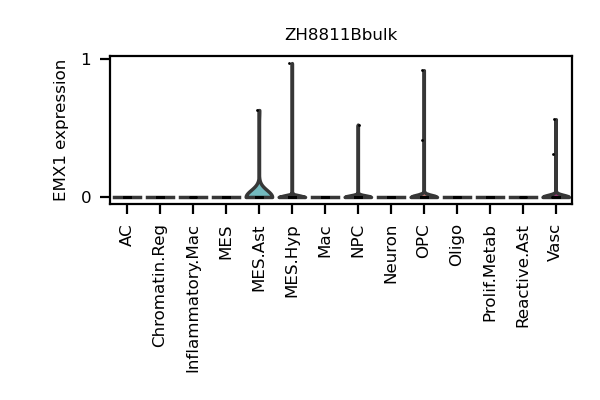 ZH8811Bbulk
EMX1 expression
1
0
AC
Chromatin.Reg
Inflammatory.Mac
MES
MES.Ast
MES.Hyp
Mac
NPC
Neuron
OPC
Oligo
Prolif.Metab
Reactive.Ast
Vasc